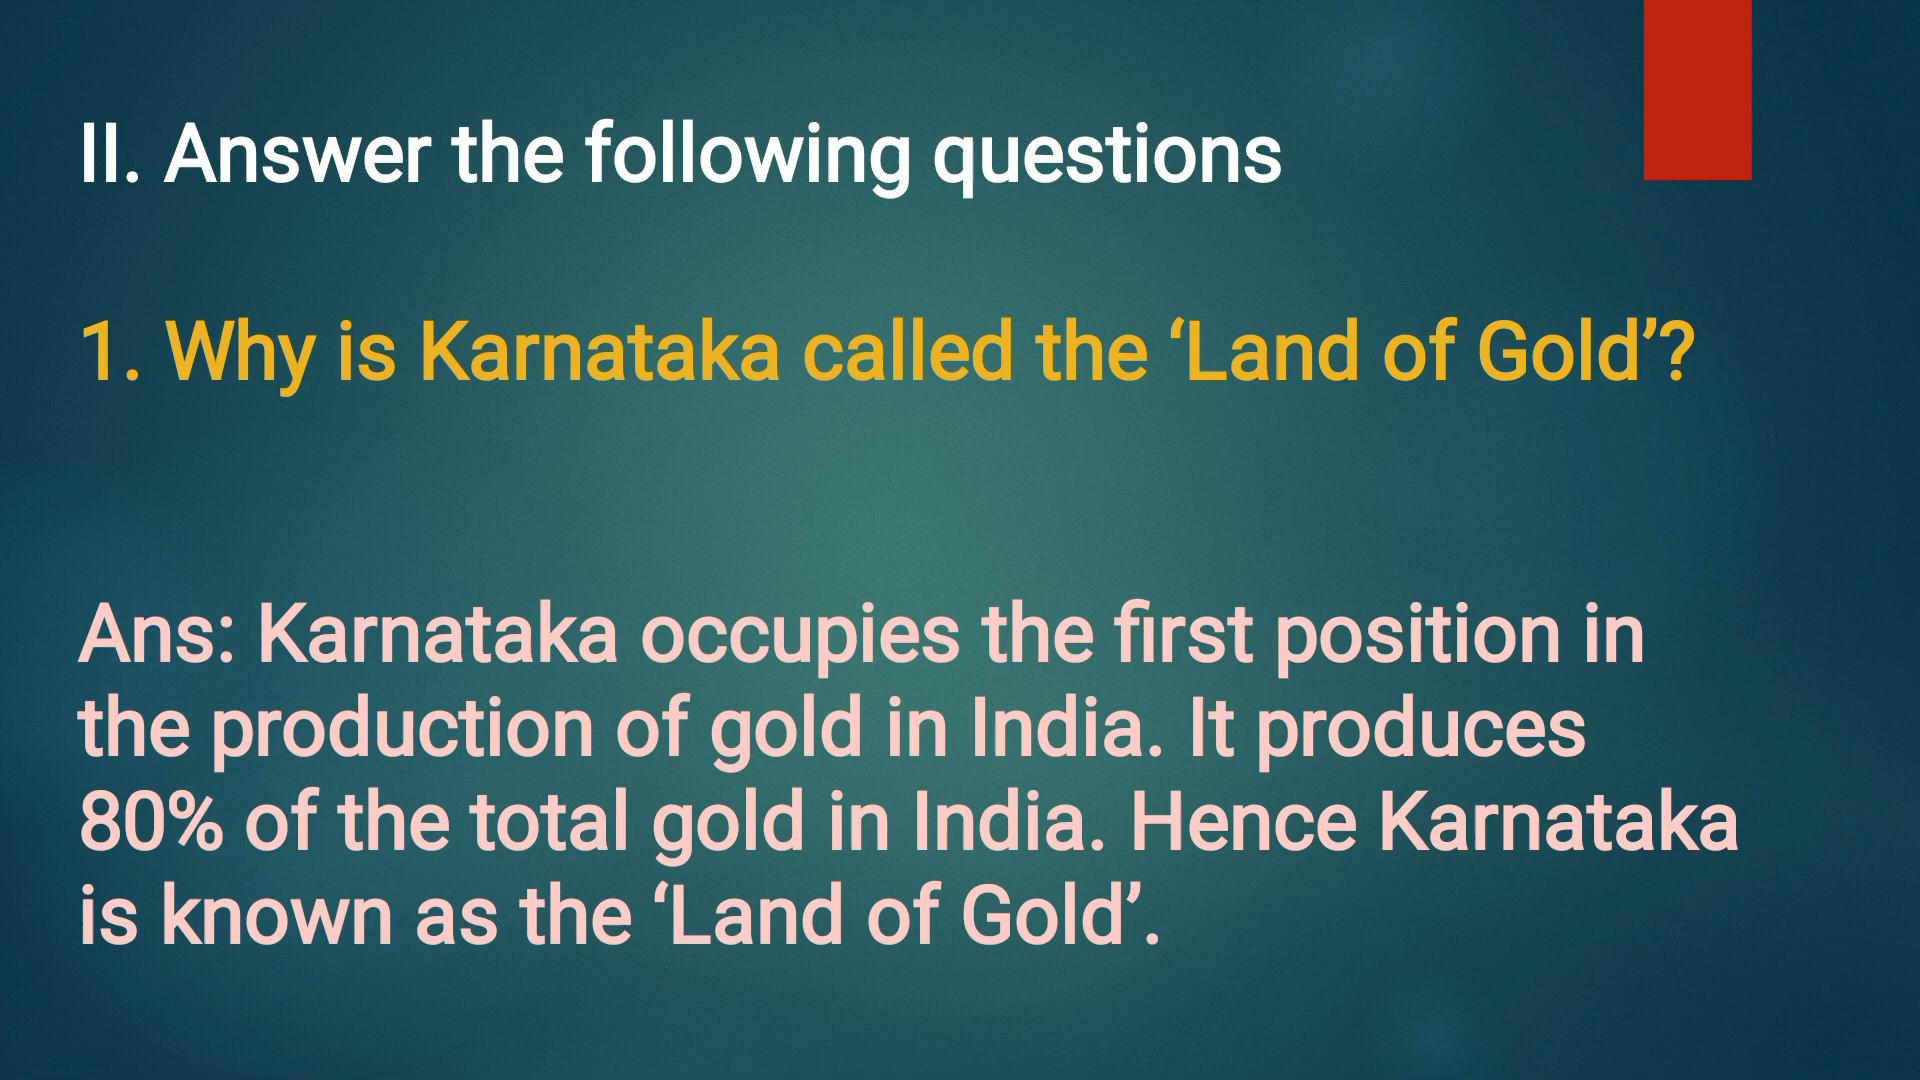 II. Answer the following questions
1. Why is Karnataka called the ‘Land of Gold’?
Ans: Karnataka occupies the first position in
the production of gold in India. It produces
80% of the total gold in India. Hence Karnataka
is known as the ‘Land of Gold’.